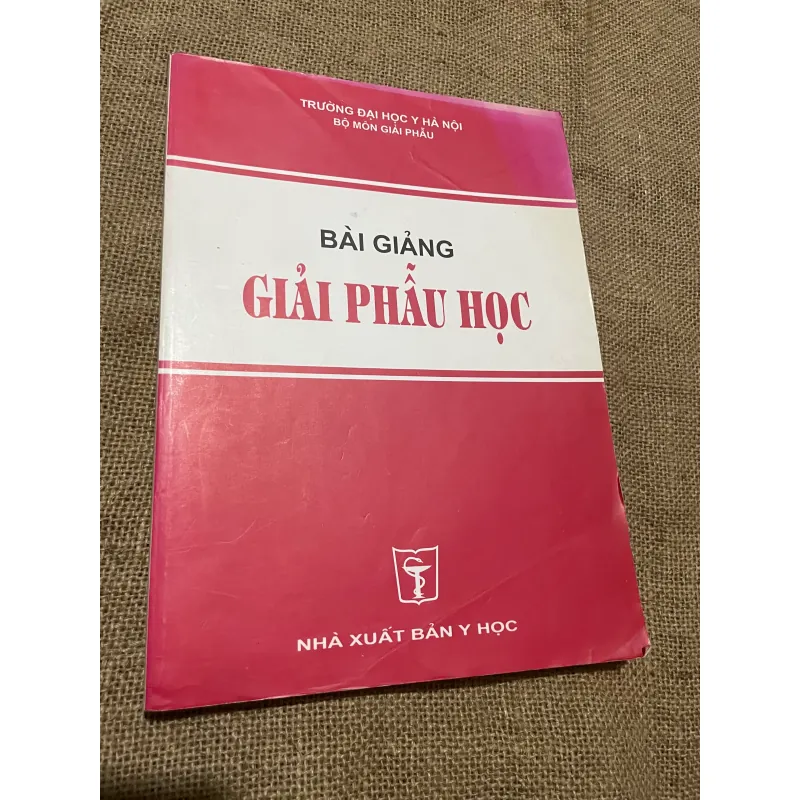 TRƯỜNG ĐẠI HỌC Y HÀ NỘI
BỘ MÔN GIẢI PHẪU
BÀI GIẢNG
GIẢI PHẪU HỌC
NHÀ XUẤT BẢN Y HỌC